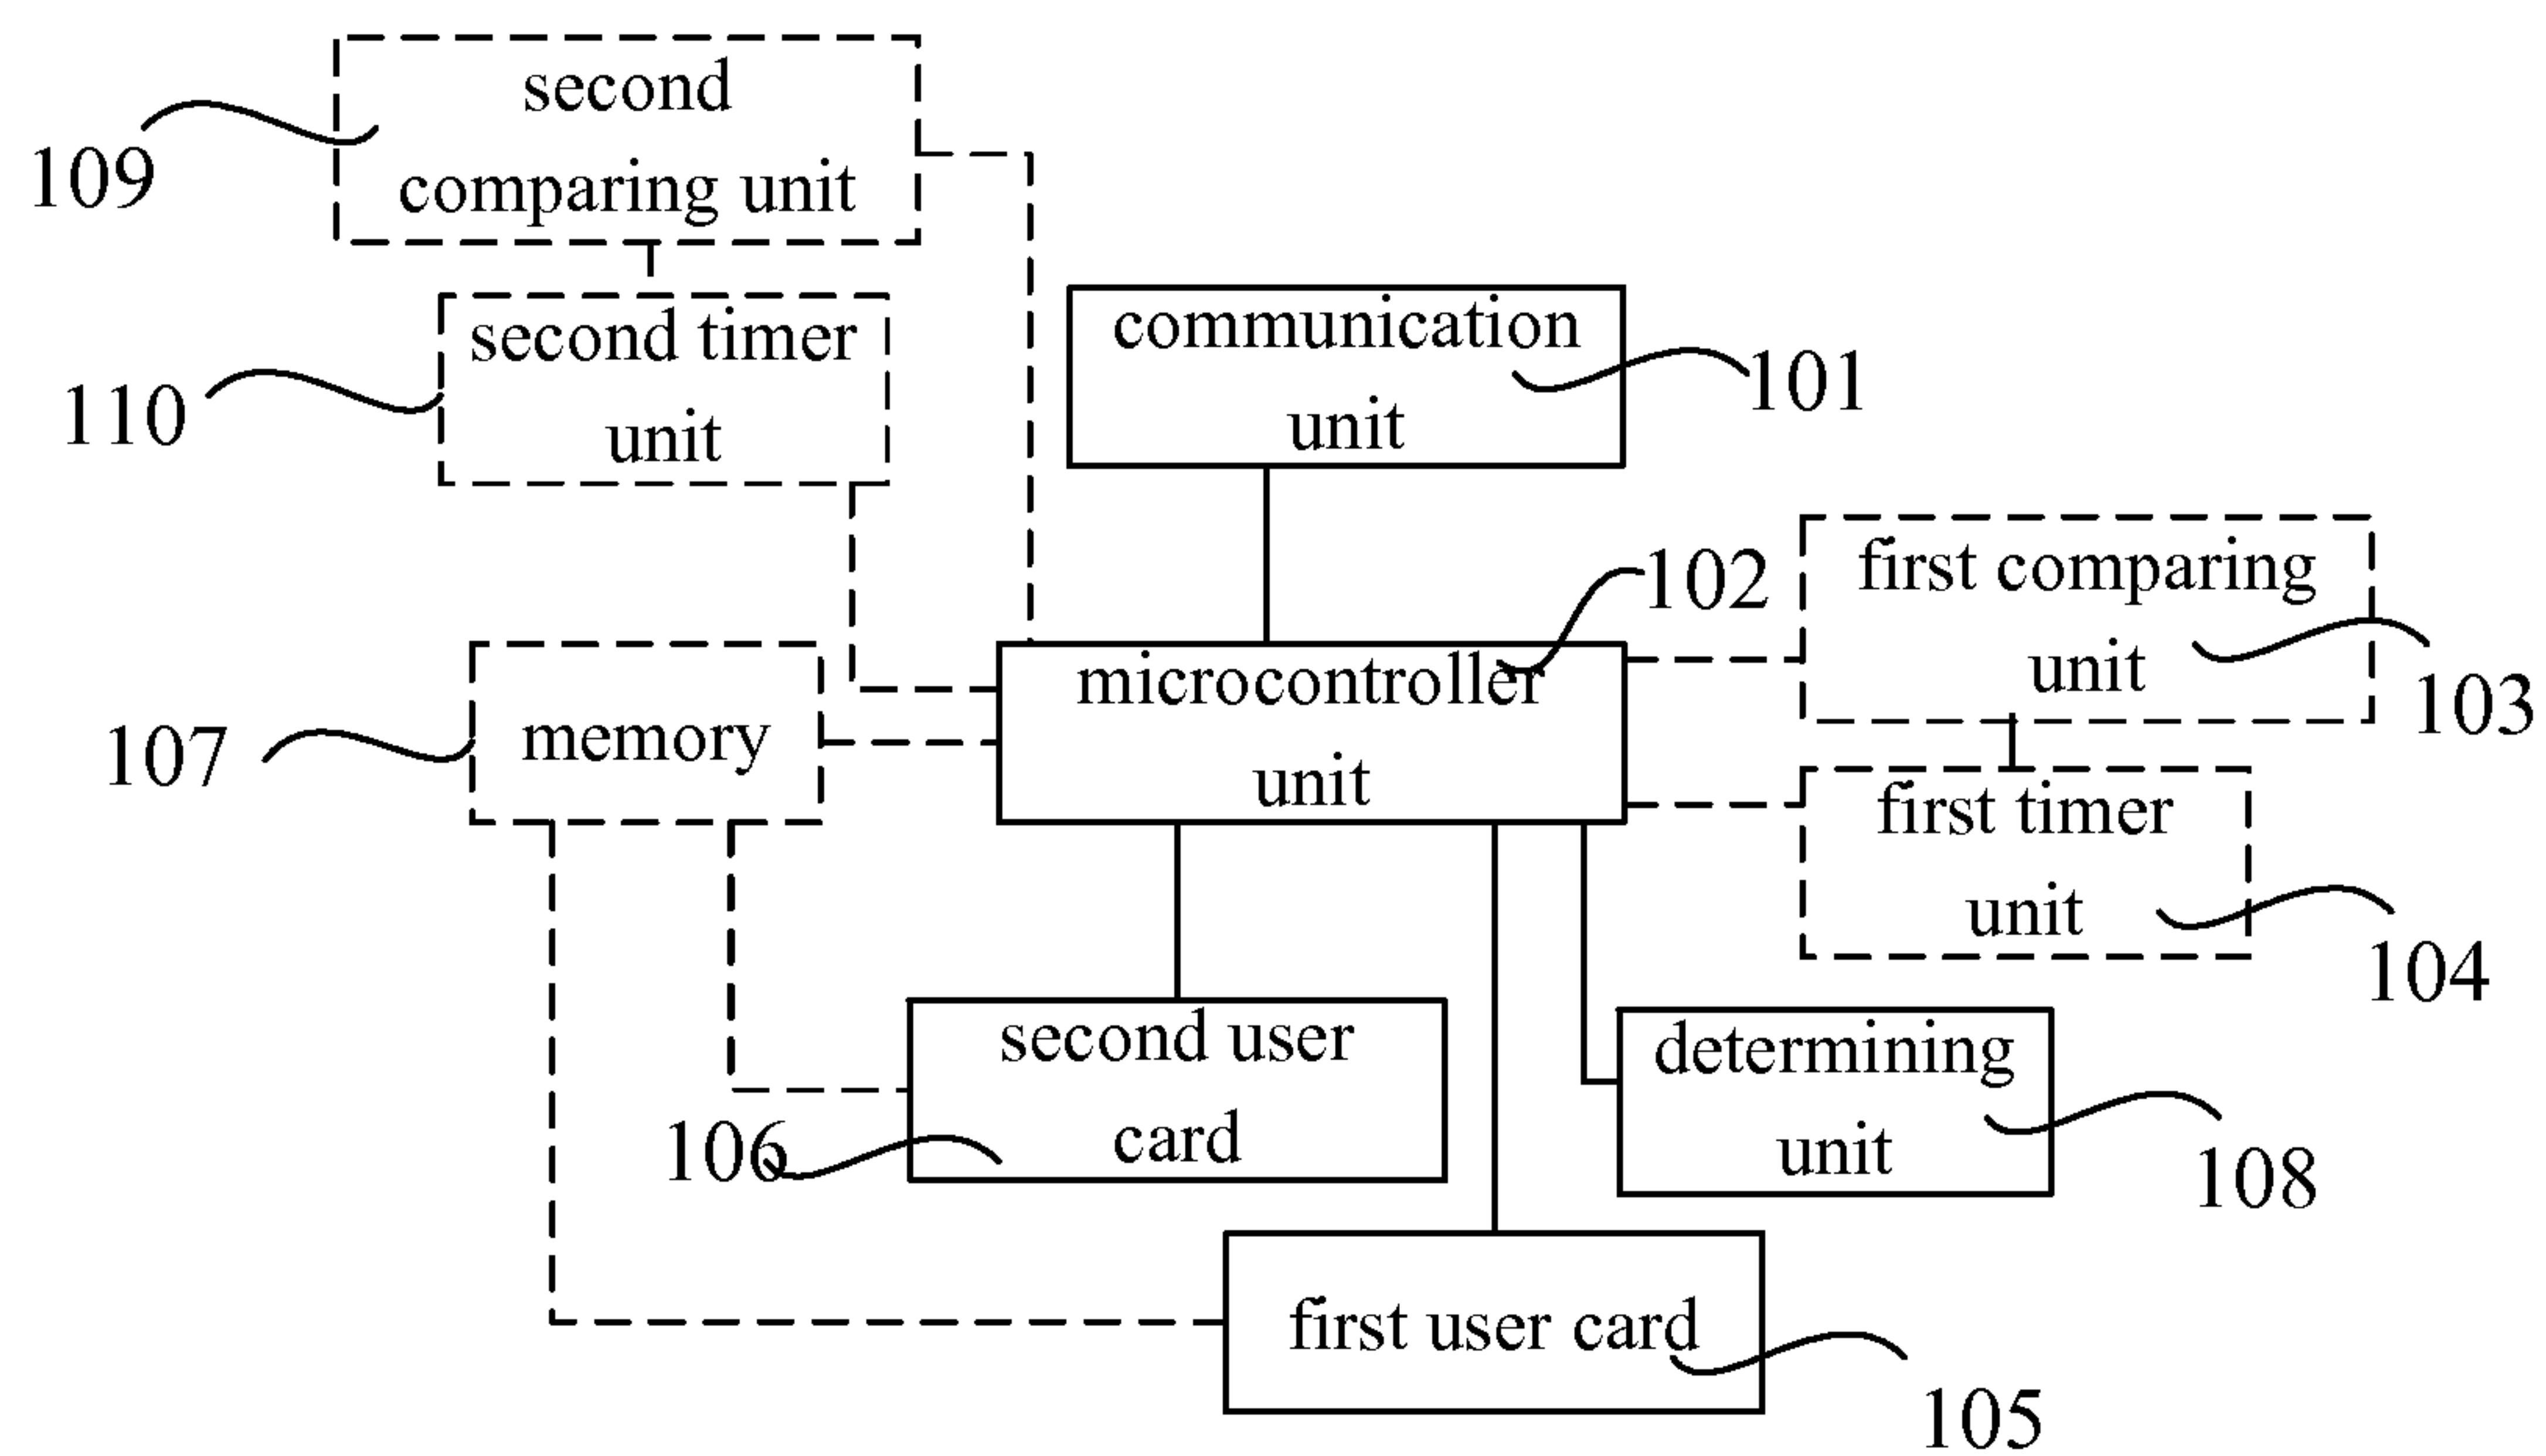 second
comparing unit
109
second timer
unit
110
communication
unit
101
102
first comparing
unit
103
microcontroller
unit
memory
107
first timer
unit
104
second user
card
106
determining
unit
108
first user card
105